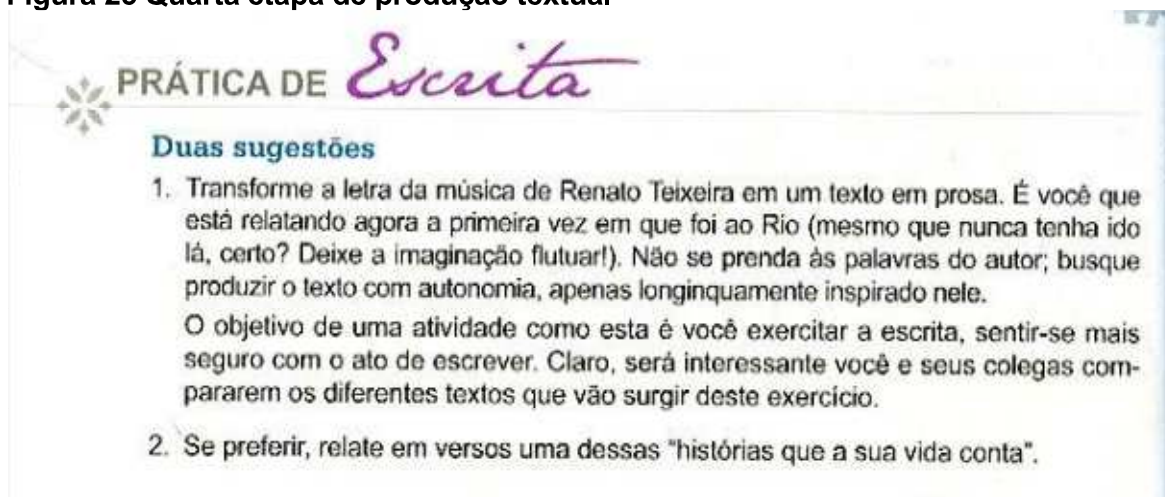 Figura 20 Quarta etapa de produção textual
PRÁTICA DE Escrita
Duas sugestões
1. Transforme a letra da música de Renato Teixeira em um texto em prosa. É você que
está relatando agora a primeira vez em que foi ao Rio (mesmo que nunca tenha ido
lá, certo? Deixe a imaginação flutuar!). Não se prenda às palavras do autor; busque
produzir o texto com autonomia, apenas longinquamente inspirado nele.
O objetivo de uma atividade como esta é você exercitar a escrita, sentir-se mais
seguro com o ato de escrever. Claro, será interessante você e seus colegas com-
pararem os diferentes textos que vão surgir deste exercício.
2. Se preferir, relate em versos uma dessas "histórias que a sua vida conta".